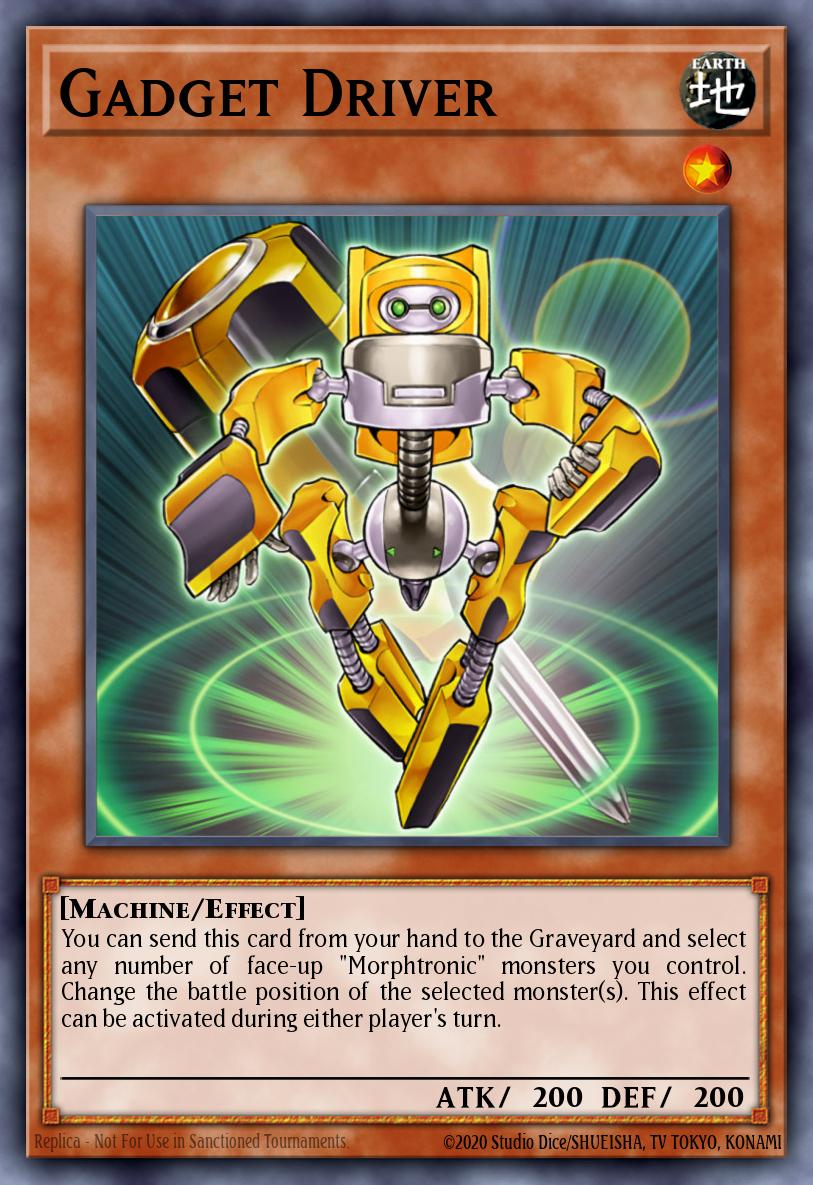 Gadget Driver
EARTH
地
[Machine/Effect]
You can send this card from your hand to the Graveyard and select
any number of face-up "Morphtronic" monsters you control.
Change the battle position of the selected monster(s). This effect
can be activated during either player's turn.
ATK/ 200 DEF/ 200
Replica - Not For Use in Sanctioned Tournaments.
©2020 Studio Dice/SHUEISHA, TV TOKYO, KONAMI